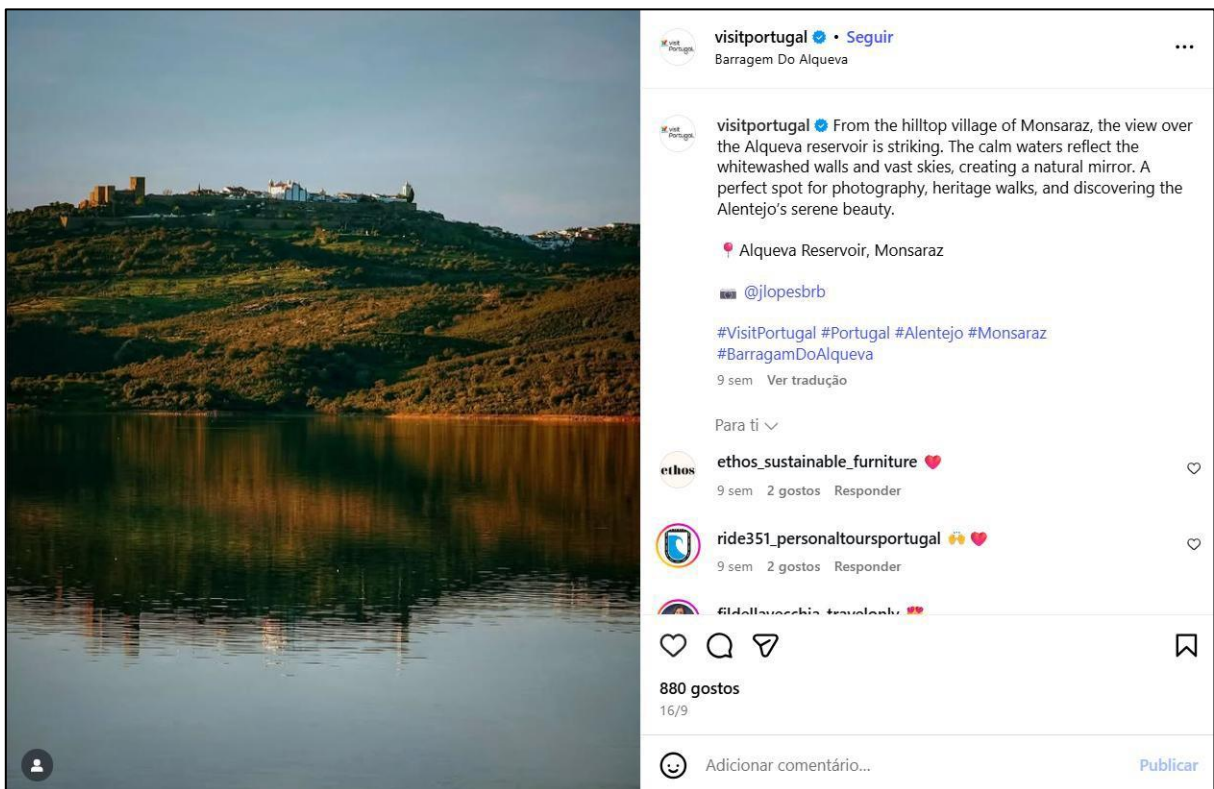 visitportugal • Seguir
Barragem Do Alqueva
visitportugal From the hilltop village of Monsaraz, the view over
the Alqueva reservoir is striking. The calm waters reflect the
whitewashed walls and vast skies, creating a natural mirror. A
perfect spot for photography, heritage walks, and discovering the
Alentejo’s serene beauty.
📍 Alqueva Reservoir, Monsaraz
📷 @jlopesbrb
#VisitPortugal #Portugal #Alentejo #Monsaraz
#BarragamDoAlqueva
9 sem Ver tradução
Para ti
ethos
ethos_sustainable_furniture ❤️
9 sem 2 gostos Responder
ride351_personaltoursportugal 🙌 ❤️
9 sem 2 gostos Responder
880 gostos
16/9
Adicionar comentário...
Publicar